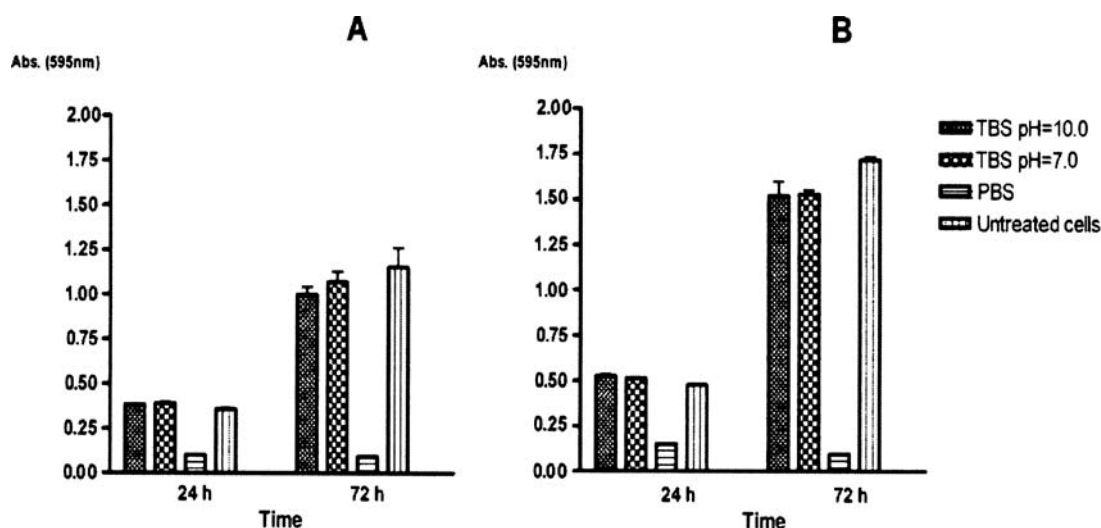 A
Abs. (595nm)
2.00
1.75
1.50
1.25
1.00
0.75
0.50
0.25
0.00
24 h
72 h
Time
B
Abs. (595nm)
2.00
1.75
1.50
1.25
1.00
0.75
0.50
0.25
0.00
24 h
72 h
Time
TBS pH=10.0
TBS pH=7.0
PBS
Untreated cells